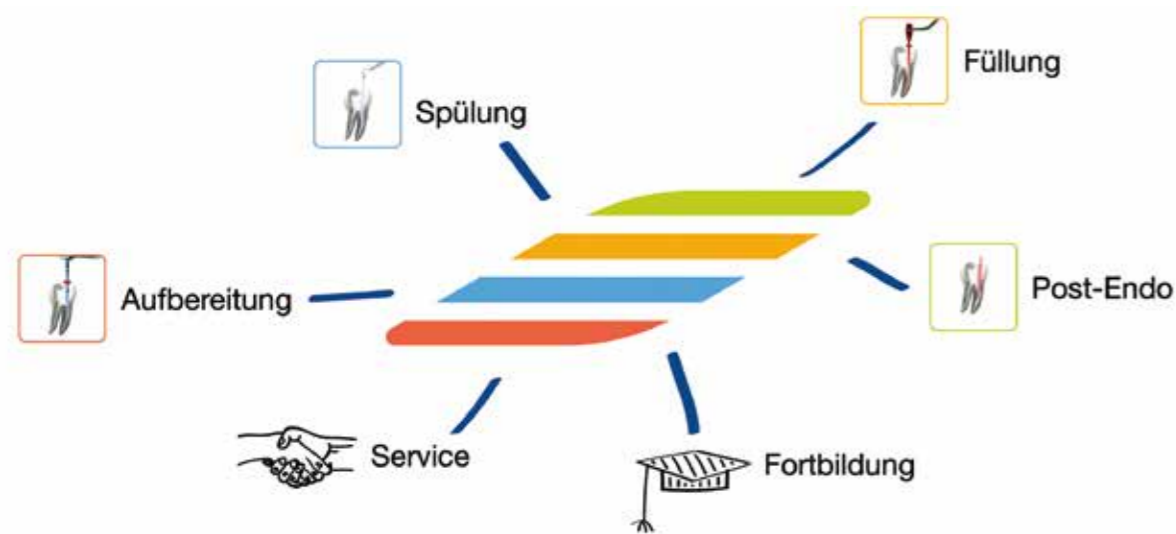 Füllung
Spülung
Aufbereitung
Post-Endo
Service
Fortbildung